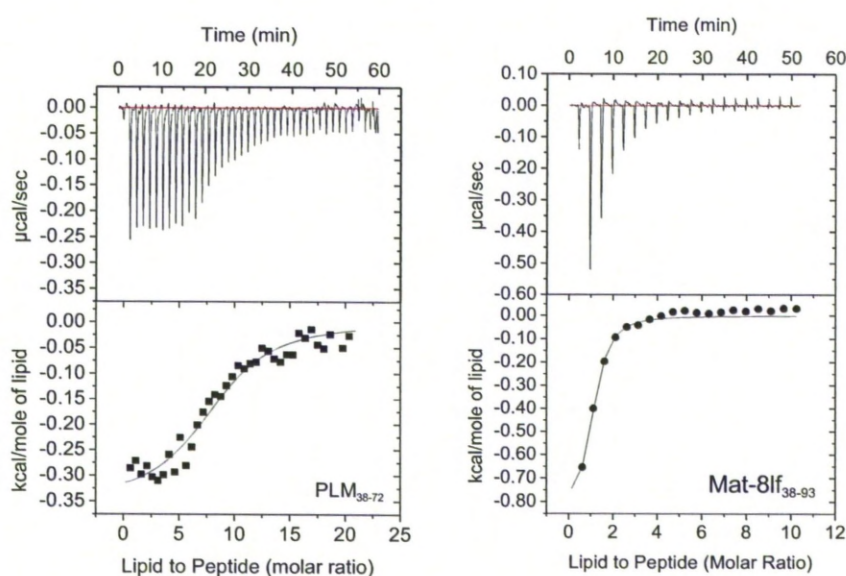 Time (min)
0 10 20 30 40 50 60
0.00
-0.05
-0.10
-0.15
-0.20
-0.25
-0.30
-0.35
µcal/sec
0.00
-0.05
-0.10
-0.15
-0.20
-0.25
-0.30
-0.35
kcal/mole of lipid
PLM38-72
0 5 10 15 20 25
Lipid to Peptide (molar ratio)
Time (min)
0 10 20 30 40 50 60
0.10
0.00
-0.10
-0.20
-0.30
-0.40
-0.50
-0.60
µcal/sec
0.00
-0.10
-0.20
-0.30
-0.40
-0.50
-0.60
-0.70
-0.80
kcal/mole of lipid
Mat-8lf38-93
0 2 4 6 8 10 12
Lipid to Peptide (Molar Ratio)